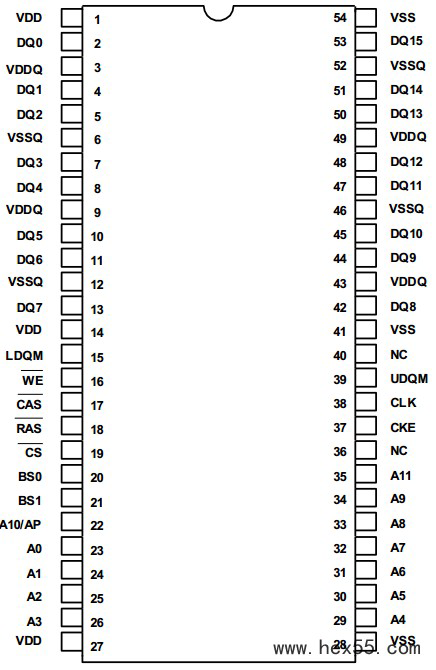 VDD 1 54 VSS
DQ0 2 53 DQ15
VDDQ 3 52 VSSQ
DQ1 4 51 DQ14
DQ2 5 50 DQ13
VSSQ 6 49 VDDQ
DQ3 7 48 DQ12
DQ4 8 47 DQ11
VDDQ 9 46 VSSQ
DQ5 10 45 DQ10
DQ6 11 44 DQ9
VSSQ 12 43 VDDQ
DQ7 13 42 DQ8
VDD 14 41 VSS
LDQM 15 40 NC
WE 16 39 UDQM
CAS 17 38 CLK
RAS 18 37 CKE
CS 19 36 NC
BS0 20 35 A11
BS1 21 34 A9
A10/AP 22 33 A8
A0 23 32 A7
A1 24 31 A6
A2 25 30 A5
A3 26 29 A4
VDD 27 28 VSS
www.hex55.com